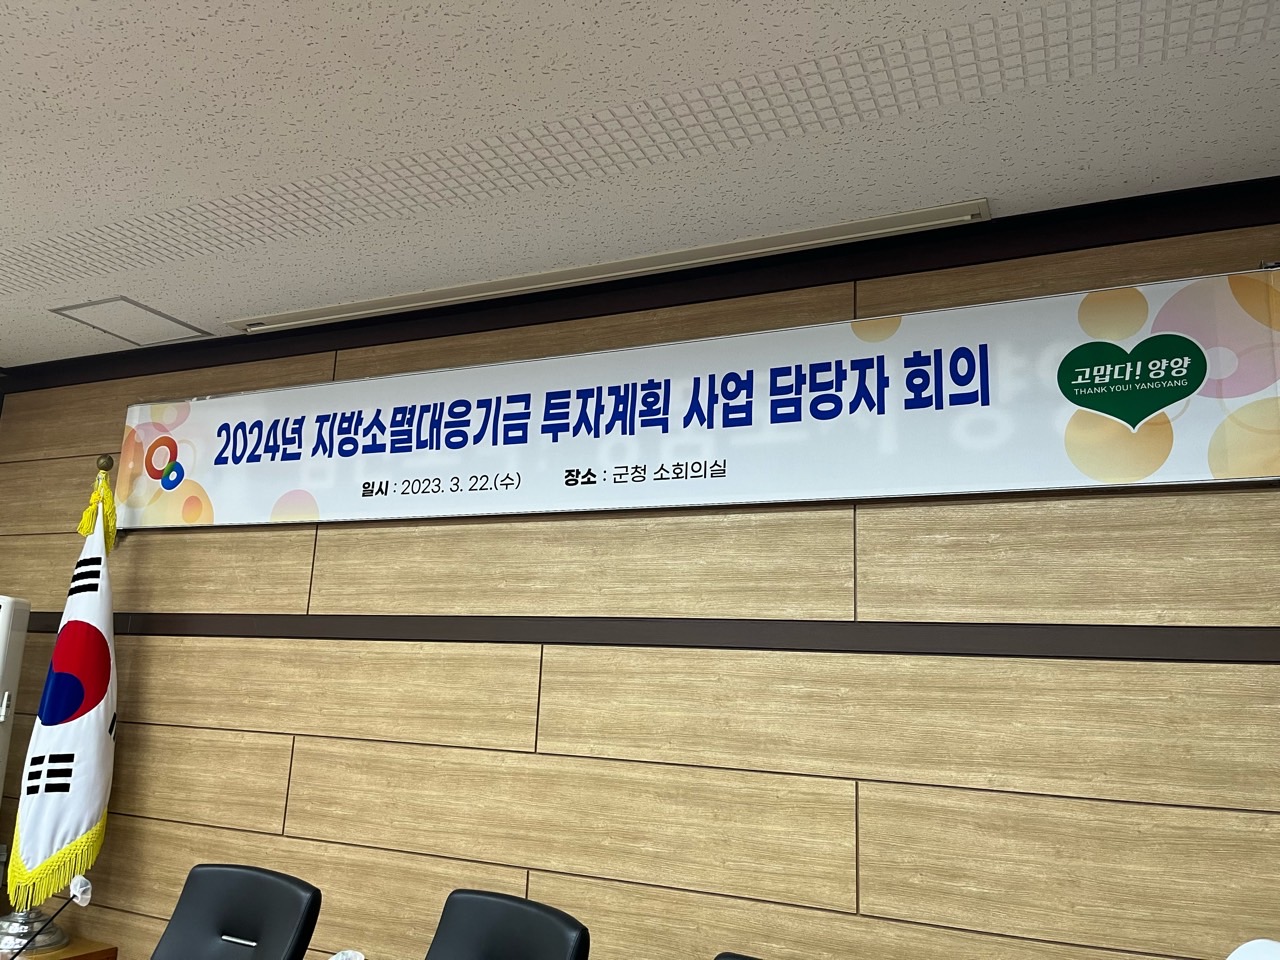 2024년 지방소멸대응기금 투자계획 사업 담당자 회의
일시 : 2023. 3. 22.(수) 장소 : 군청 소회의실
고맙다! 양양
THANK YOU! YANGYANG